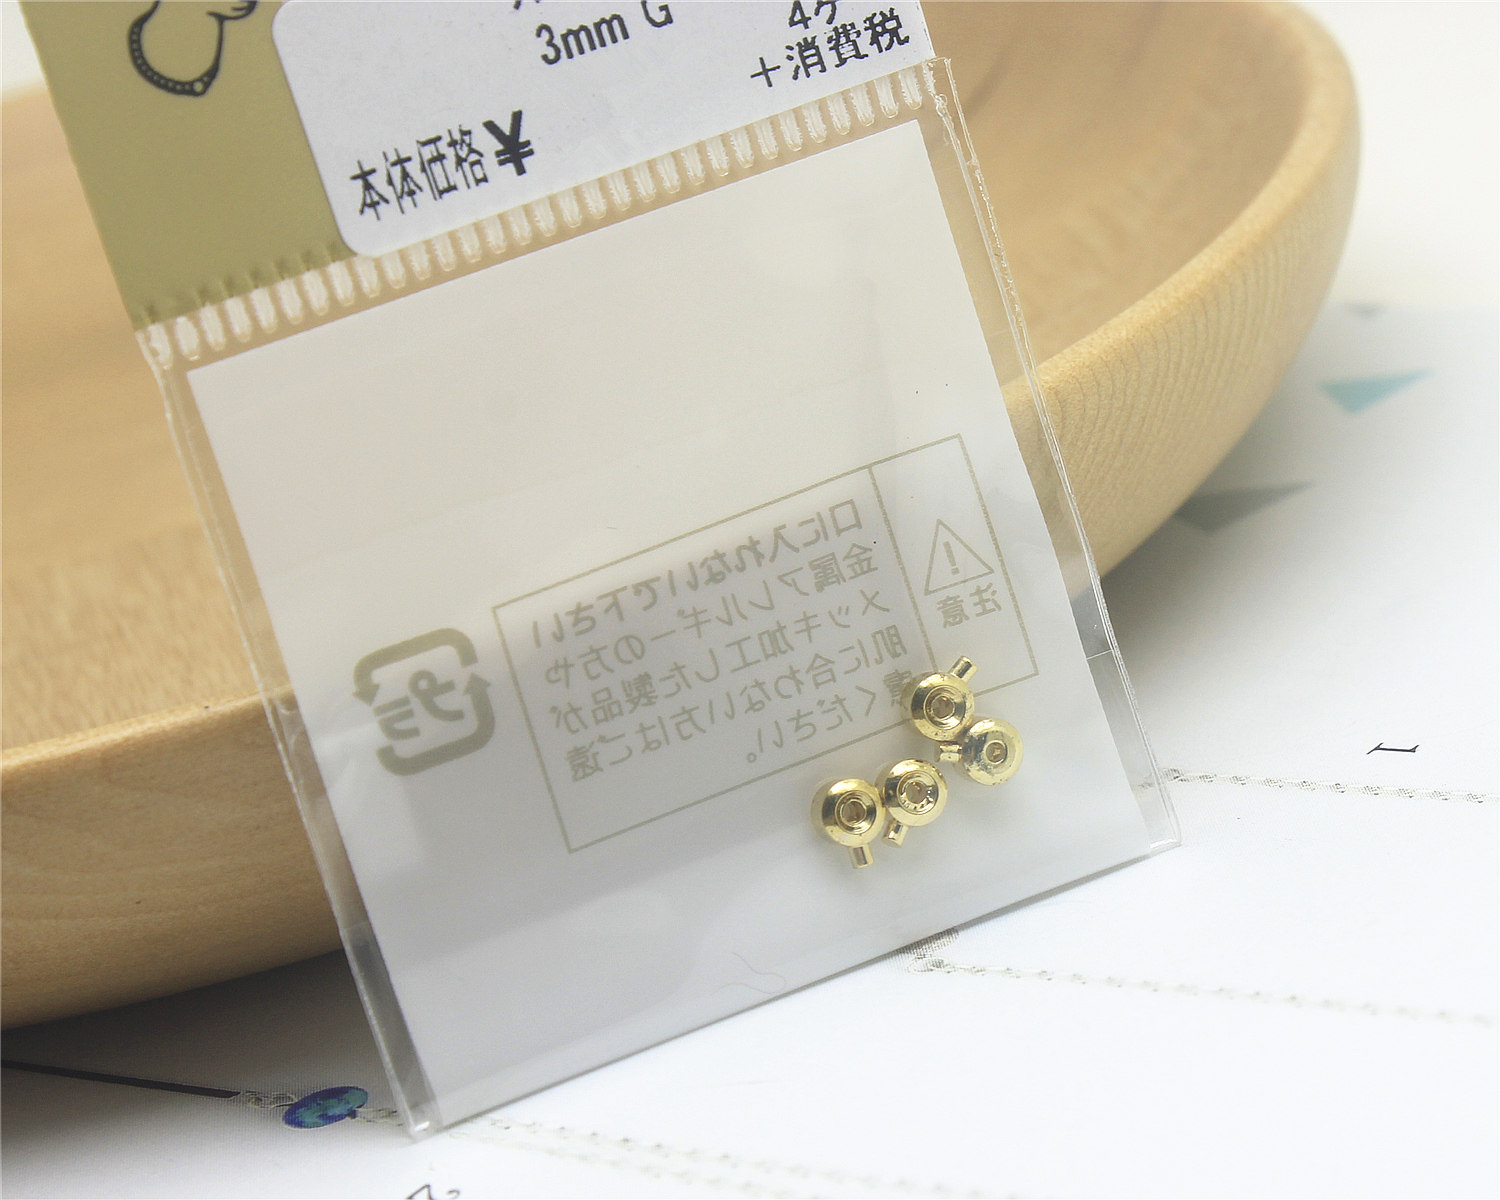 3mm G
4ケ
+消費税
本体価格¥
注意
口に入れないで下さい
金属アレルギーの方や
メッキ加工した製品が
肌に合わない方はご遠
慮ください。
プラ